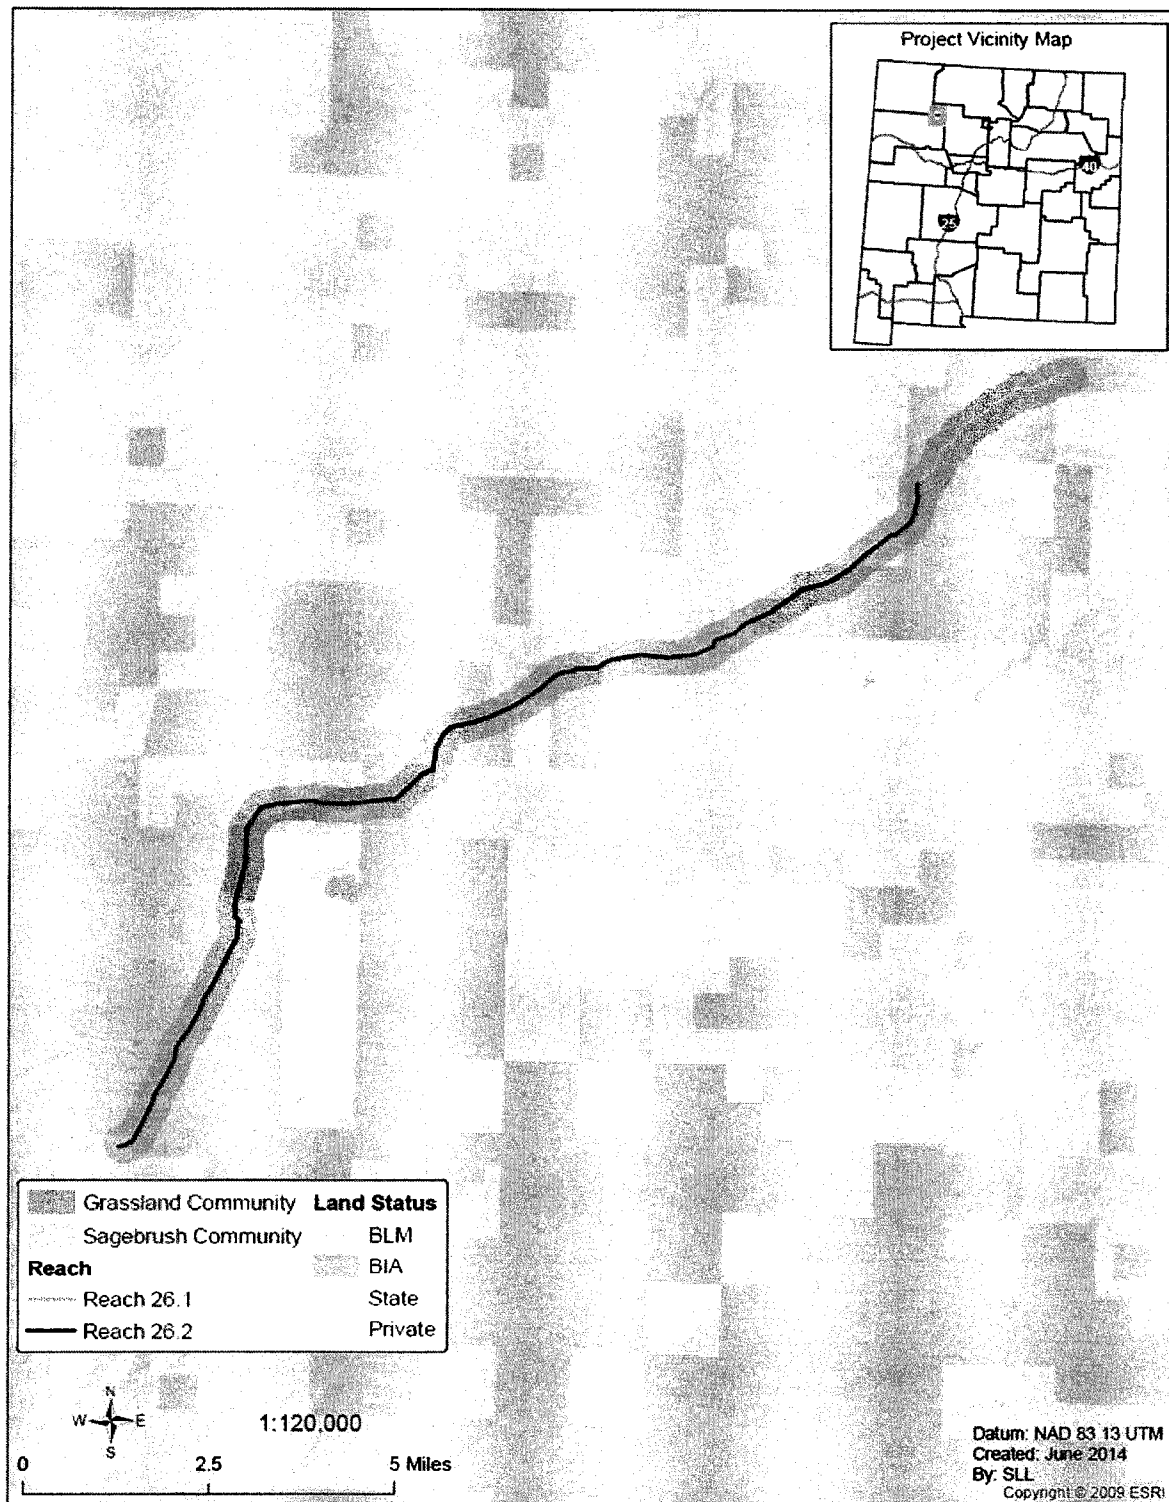 Project Vicinity Map
40
25
Grassland Community
Sagebrush Community
Reach
Reach 26.1
Reach 26.2
Land Status
BLM
BIA
State
Private
N
W E
S
1:120,000
0 2.5 5 Miles
Datum: NAD 83 13 UTM
Created: June 2014
By: SLL
Copyright © 2009 ESRI